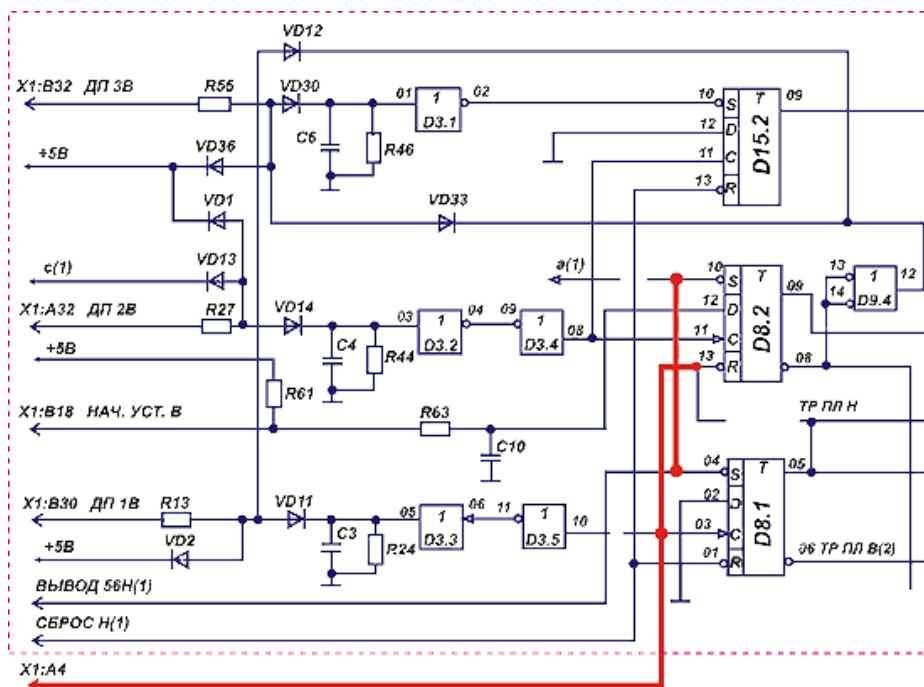 VD12
X1:B32 ДП 3В R55 VD30 01 1 02 D3.1 10 S T 09
C6 R46 12 D D15.2
+5В VD36 11 C
13 R
VD1 VD33
с(1) VD13 а(1) 10 S T 09 13 1 12
X1:A32 ДП 2В R27 VD14 03 1 04 09 1 08 12 D D8.2 14 D9.4
D3.2 D3.4
+5В C4 R44 11 C
R61 13 R 08
X1:B18 НАЧ. УСТ. В R63 ТР ПЛ Н
C10 04 S T 05
X1:B30 ДП 1В R13 VD11 05 1 06 11 1 10 02 D D8.1
D3.3 D3.5 03 C
+5В VD2 C3 R24 01 R д6 ТР ПЛ В(2)
ВЫВОД 56Н(1)
СБРОС Н(1)
X1:A4